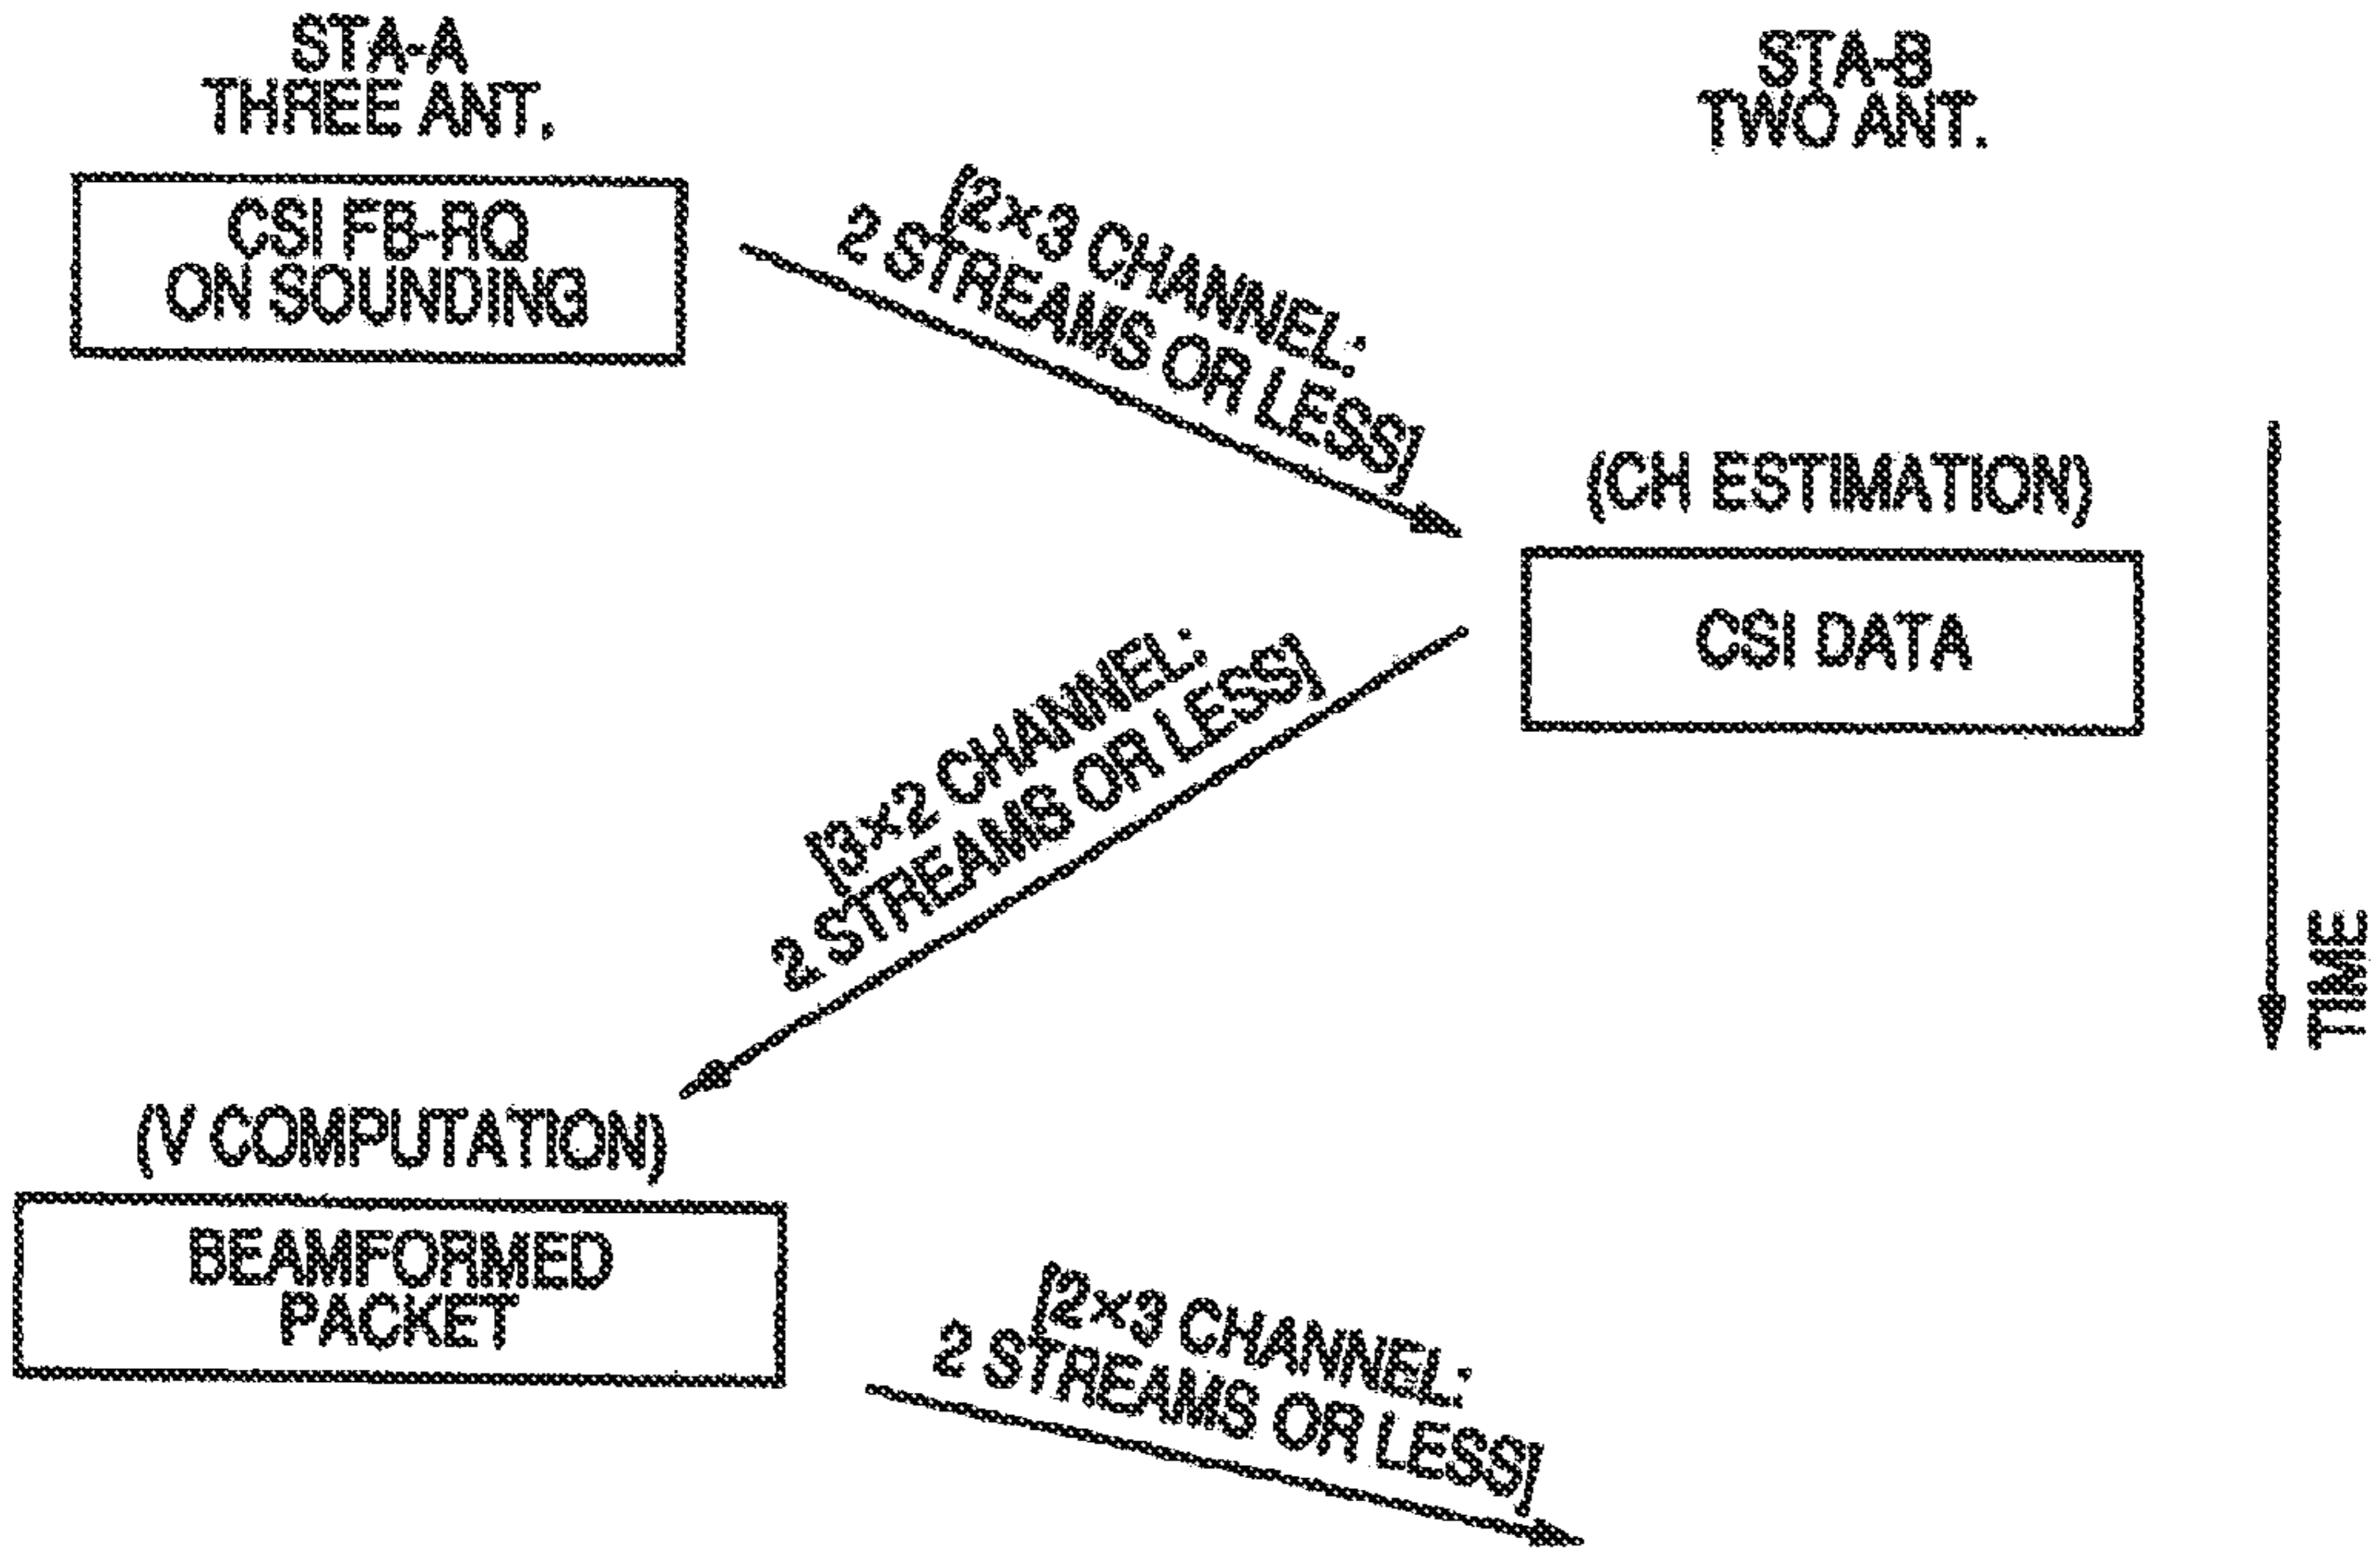 STA-A
THREE ANT.
STA-B
TWO ANT.
CSI FB-RQ
ON SOUNDING
[2×3 CHANNEL:
2 STREAMS OR LESS]
(CH ESTIMATION)
CSI DATA
[3×2 CHANNEL:
2 STREAMS OR LESS]
TIME
(V COMPUTATION)
BEAMFORMED
PACKET
[2×3 CHANNEL:
2 STREAMS OR LESS]